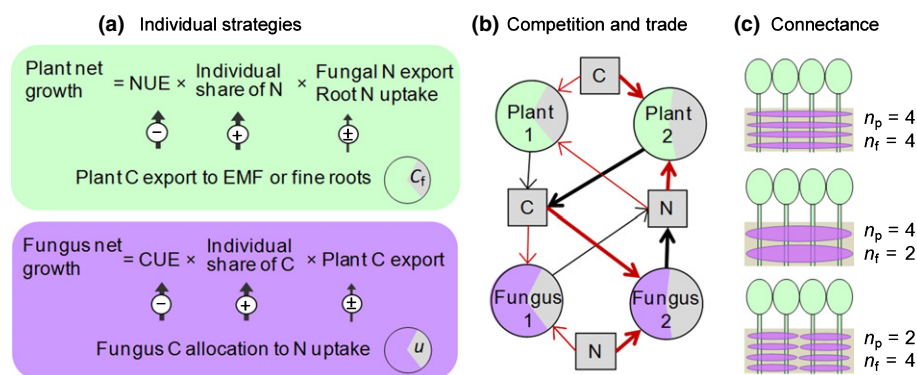 (a) Individual strategies
Plant net growth = NUE × Individual share of N × Fungal N export Root N uptake
− + ±
Plant C export to EMF or fine roots Cf
Fungus net growth = CUE × Individual share of C × Plant C export
− + ±
Fungus C allocation to N uptake u
(b) Competition and trade
C
Plant 1
Plant 2
C
N
Fungus 1
Fungus 2
N
(c) Connectance
np = 4
nf = 4
np = 4
nf = 2
np = 2
nf = 4